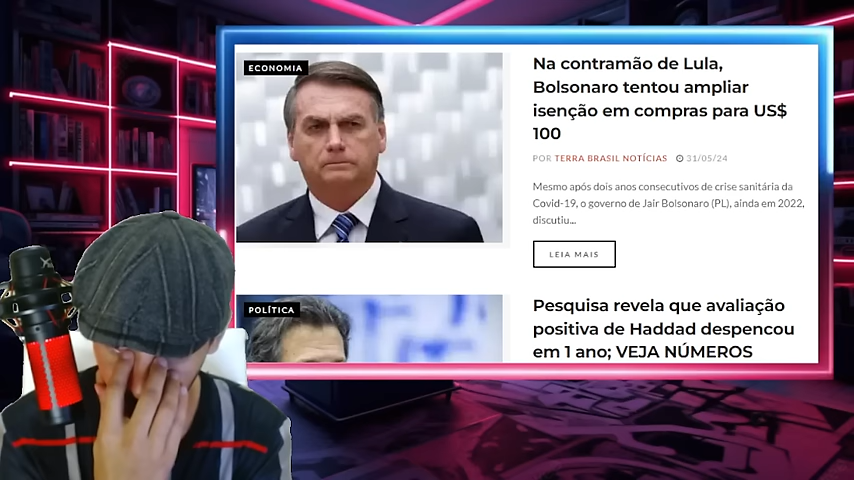 ECONOMIA
Na contramão de Lula,
Bolsonaro tentou ampliar
isenção em compras para US$
100
POR TERRA BRASIL NOTÍCIAS 31/05/24
Mesmo após dois anos consecutivos de crise sanitária da
Covid-19, o governo de Jair Bolsonaro (PL), ainda em 2022,
discutiu...
LEIA MAIS
POLÍTICA
Pesquisa revela que avaliação
positiva de Haddad despencou
em 1 ano; VEJA NÚMEROS